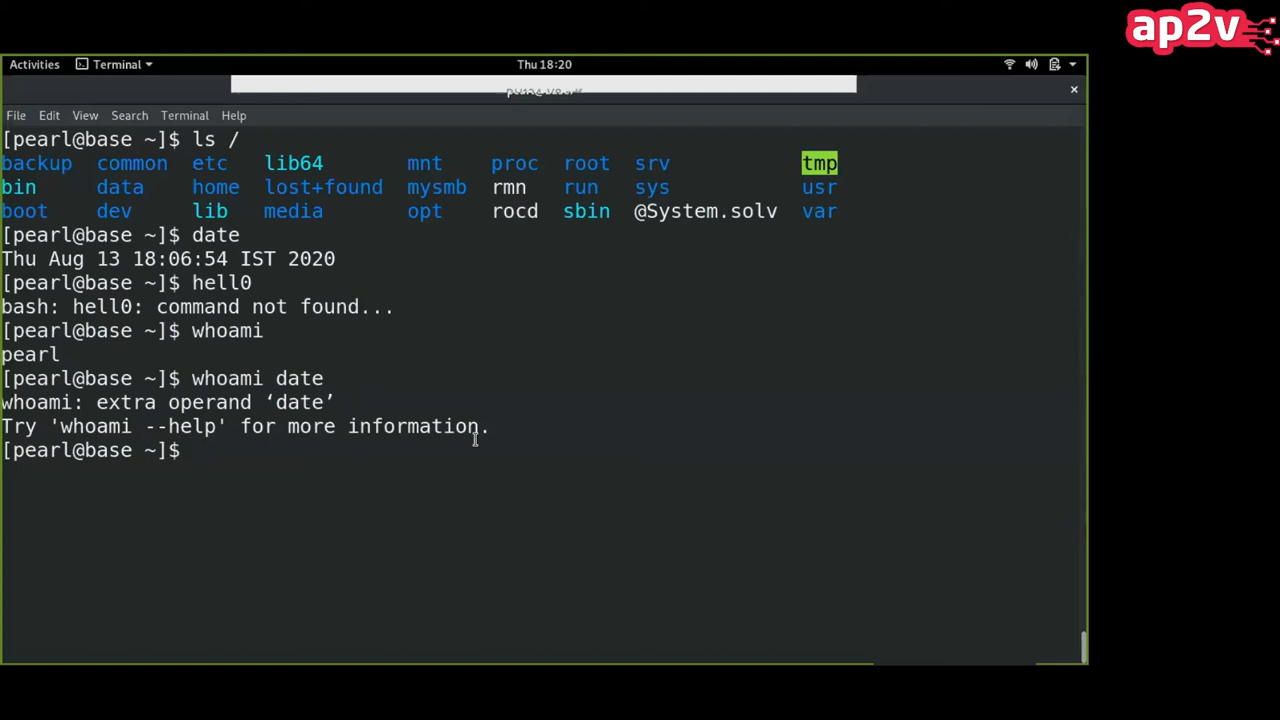 ap2v
Activities Terminal Thu 18:20
File Edit View Search Terminal Help
[pearl@base ~]$ ls /
backup common etc lib64 mnt proc root srv tmp
bin data home lost+found mysmb rmn run sys usr
boot dev lib media opt rocd sbin @System.solv var
[pearl@base ~]$ date
Thu Aug 13 18:06:54 IST 2020
[pearl@base ~]$ hell0
bash: hell0: command not found...
[pearl@base ~]$ whoami
pearl
[pearl@base ~]$ whoami date
whoami: extra operand ‘date’
Try 'whoami --help' for more information.
[pearl@base ~]$